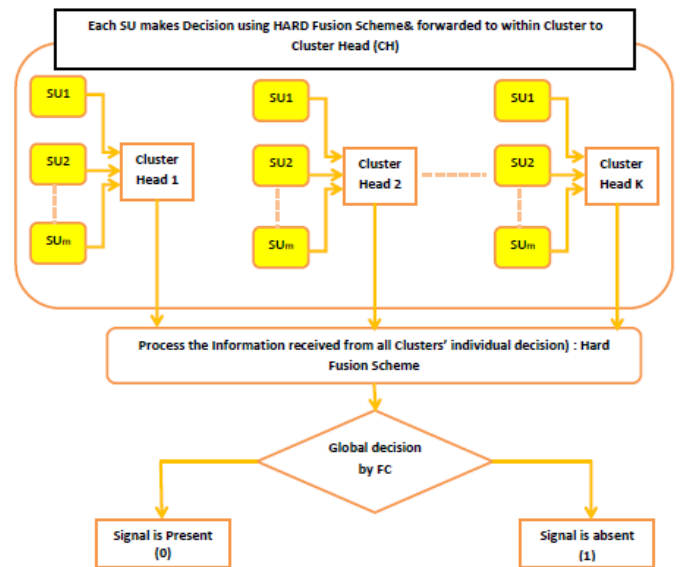 Each SU makes Decision using HARD Fusion Scheme& forwarded to within Cluster to
Cluster Head (CH)
SU1
SU2
SUm
Cluster
Head 1
SU1
SU2
SUm
Cluster
Head 2
SU1
SU2
SUm
Cluster
Head K
Process the Information received from all Clusters’ individual decision) : Hard
Fusion Scheme
Global decision
by FC
Signal is Present
(0)
Signal is absent
(1)